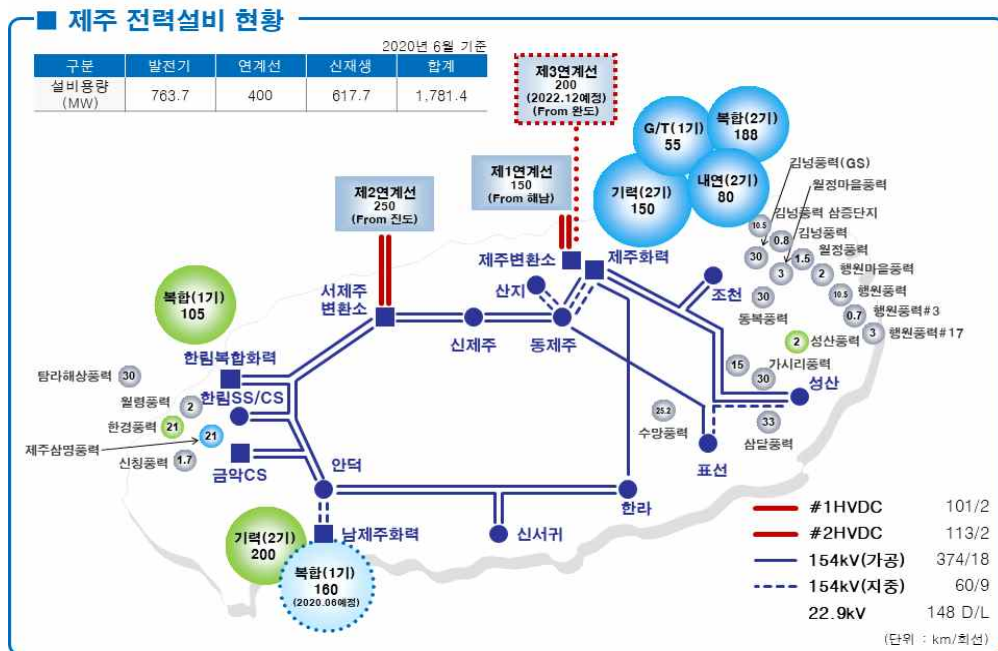 ■ 제주 전력설비 현황
2020년 6월 기준
구분 발전기 연계선 신재생 합계
설비용량
(MW) 763.7 400 617.7 1,781.4
제3연계선
200
(2022.12예정)
(From 완도)
G/T(1기)
55
복합(2기)
188
기력(2기)
150
내연(2기)
80
제1연계선
150
(From 해남)
제2연계선
250
(From 진도)
김녕풍력(GS)
월정마을풍력
김녕풍력 삼증단지
10.5
김녕풍력
0.8
30
월정풍력
1.5
3
행원마을풍력
2
행원풍력
10.5
행원풍력#3
0.7
행원풍력#17
3
30
동복풍력
2
성산풍력
15
가시리풍력
30
제주변환소
제주화력
산지
조천
서제주
변환소
신제주
동제주
성산
복합(1기)
105
한림복합화력
탐라해상풍력
30
한림SS/CS
월령풍력
2
한경풍력
21
제주삼영풍력
21
신창풍력
1.7
금악CS
25.2
수망풍력
33
삼달풍력
표선
안덕
한라
남제주화력
신서귀
기력(2기)
200
복합(1기)
160
(2020.06예정)
#1HVDC 101/2
#2HVDC 113/2
154kV(가공) 374/18
154kV(지중) 60/9
22.9kV 148 D/L
(단위 : km/회선)